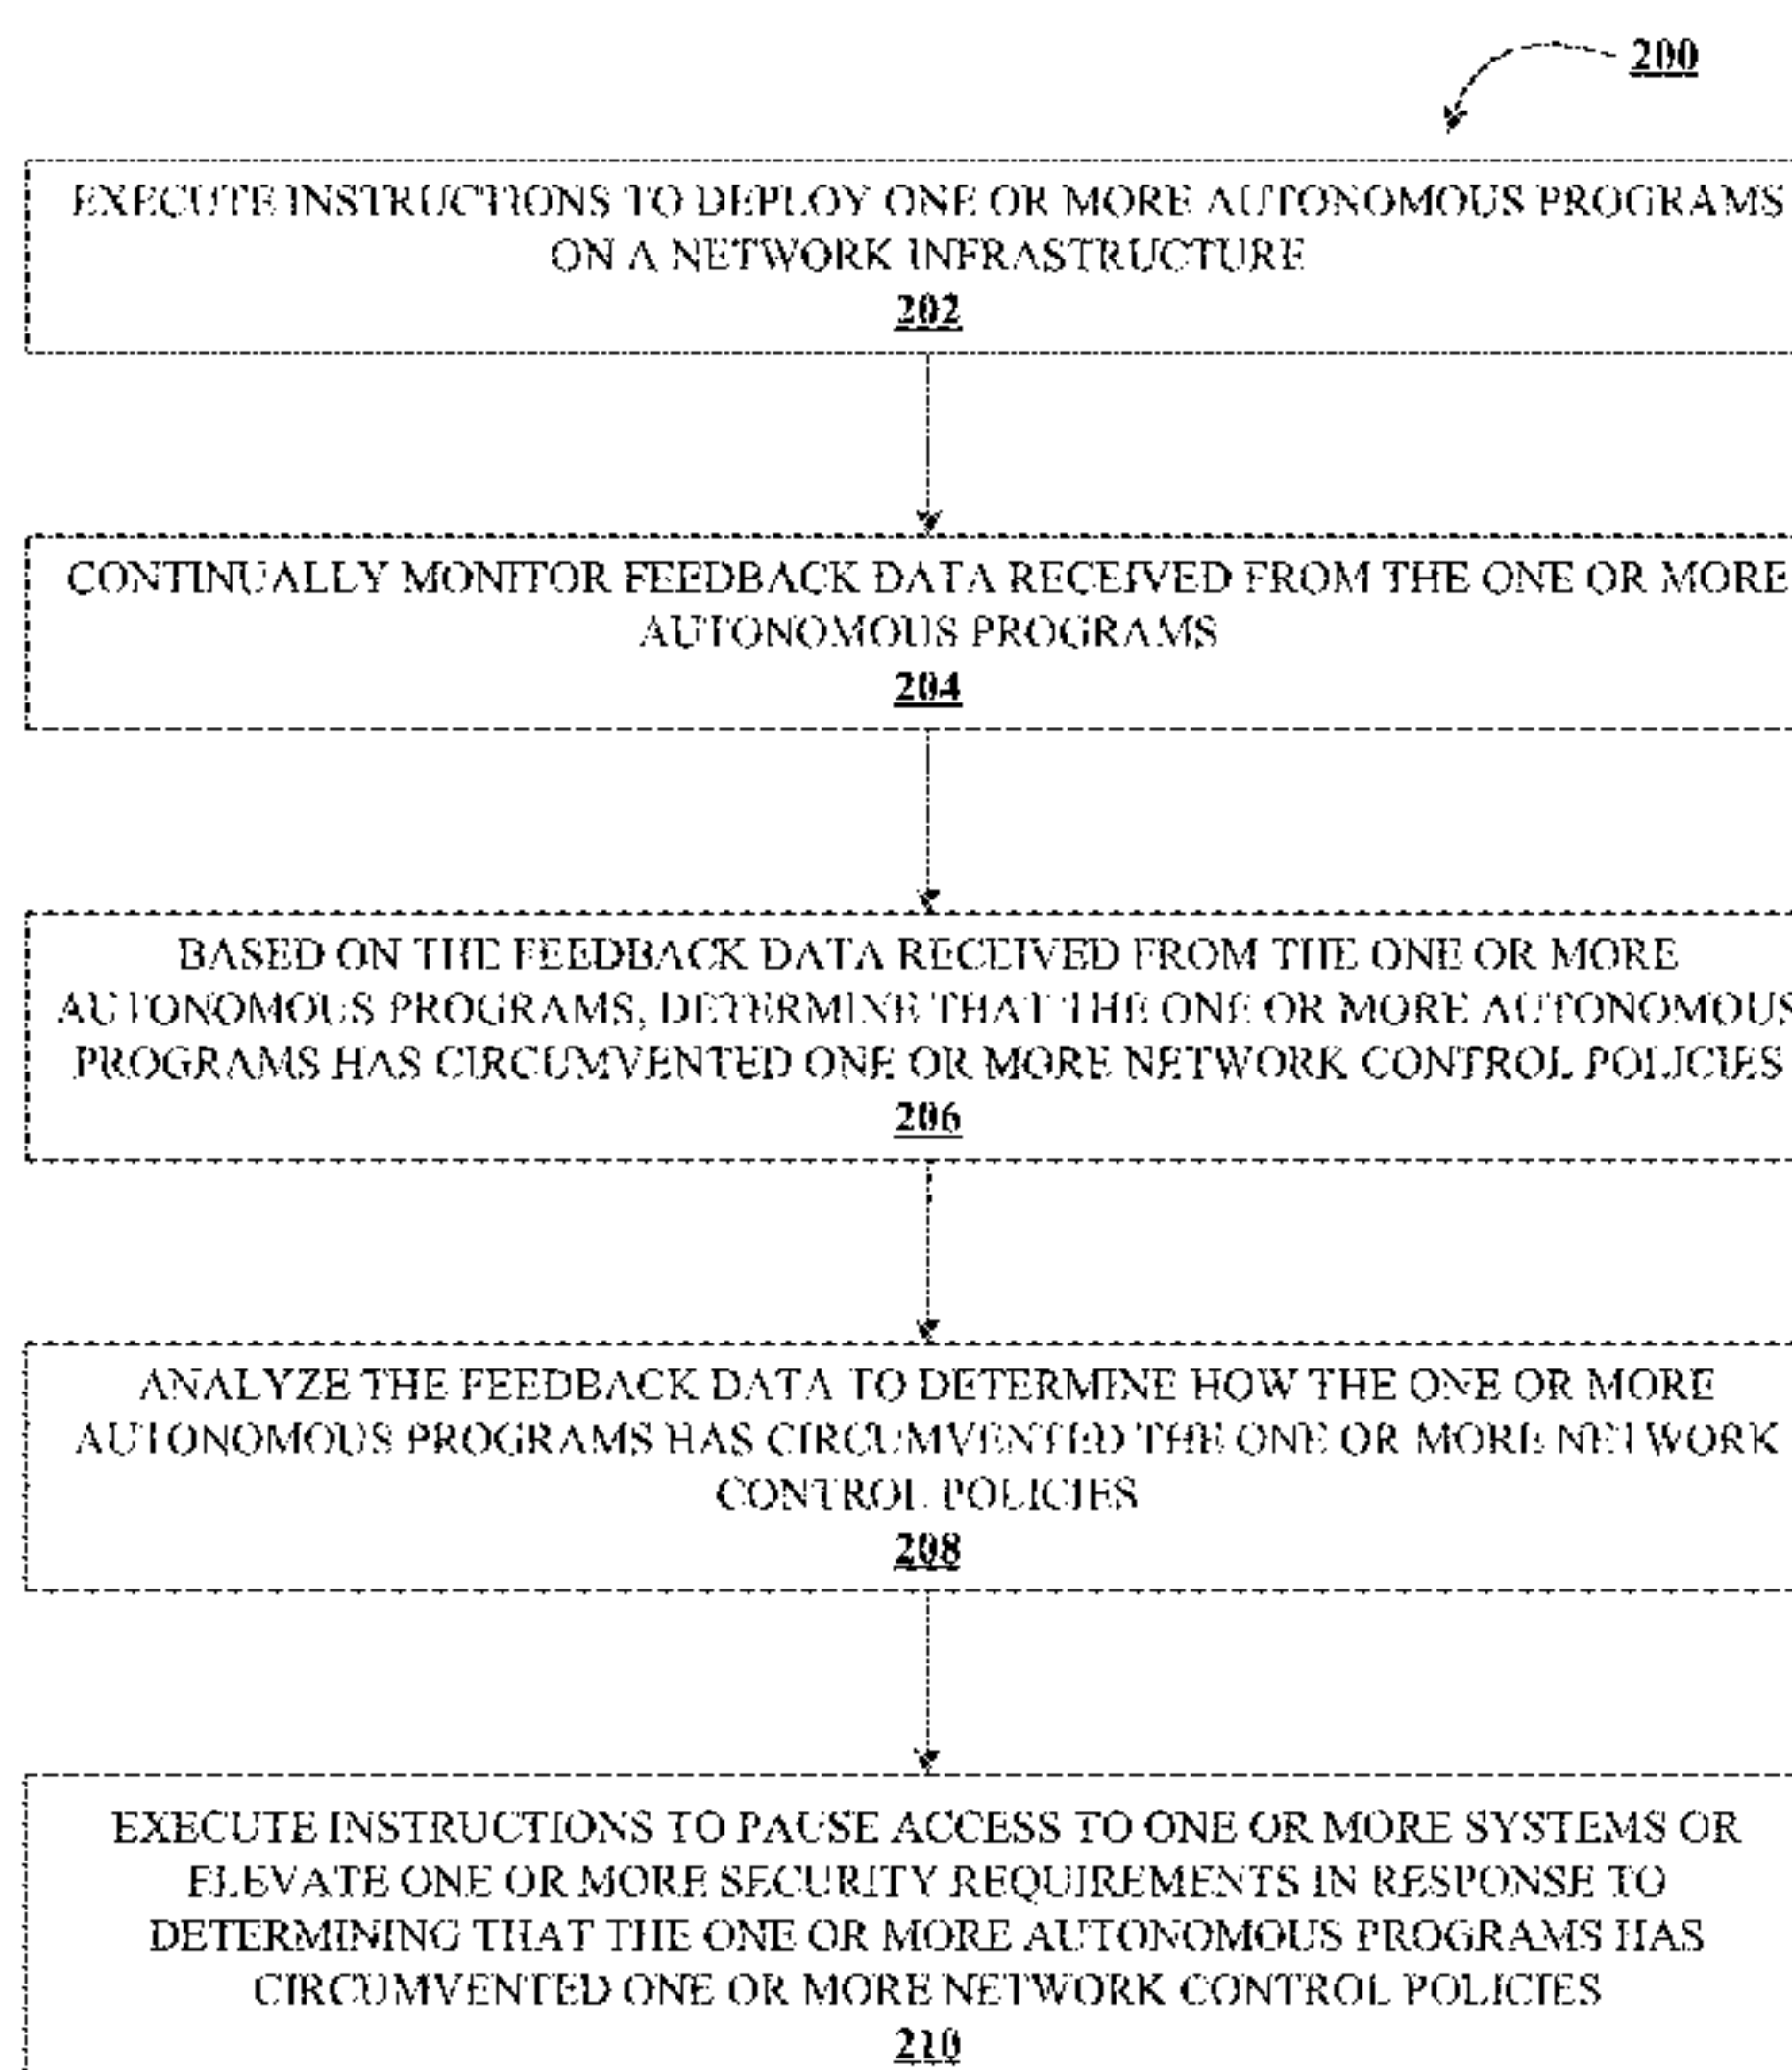 200
EXECUTE INSTRUCTIONS TO DEPLOY ONE OR MORE AUTONOMOUS PROGRAMS
ON A NETWORK INFRASTRUCTURE
202
CONTINUALLY MONITOR FEEDBACK DATA RECEIVED FROM THE ONE OR MORE
AUTONOMOUS PROGRAMS
204
BASED ON THE FEEDBACK DATA RECEIVED FROM THE ONE OR MORE
AUTONOMOUS PROGRAMS, DETERMINE THAT THE ONE OR MORE AUTONOMOUS
PROGRAMS HAS CIRCUMVENTED ONE OR MORE NETWORK CONTROL POLICIES
206
ANALYZE THE FEEDBACK DATA TO DETERMINE HOW THE ONE OR MORE
AUTONOMOUS PROGRAMS HAS CIRCUMVENTED THE ONE OR MORE NETWORK
CONTROL POLICIES
208
EXECUTE INSTRUCTIONS TO PAUSE ACCESS TO ONE OR MORE SYSTEMS OR
ELEVATE ONE OR MORE SECURITY REQUIREMENTS IN RESPONSE TO
DETERMINING THAT THE ONE OR MORE AUTONOMOUS PROGRAMS HAS
CIRCUMVENTED ONE OR MORE NETWORK CONTROL POLICIES
210